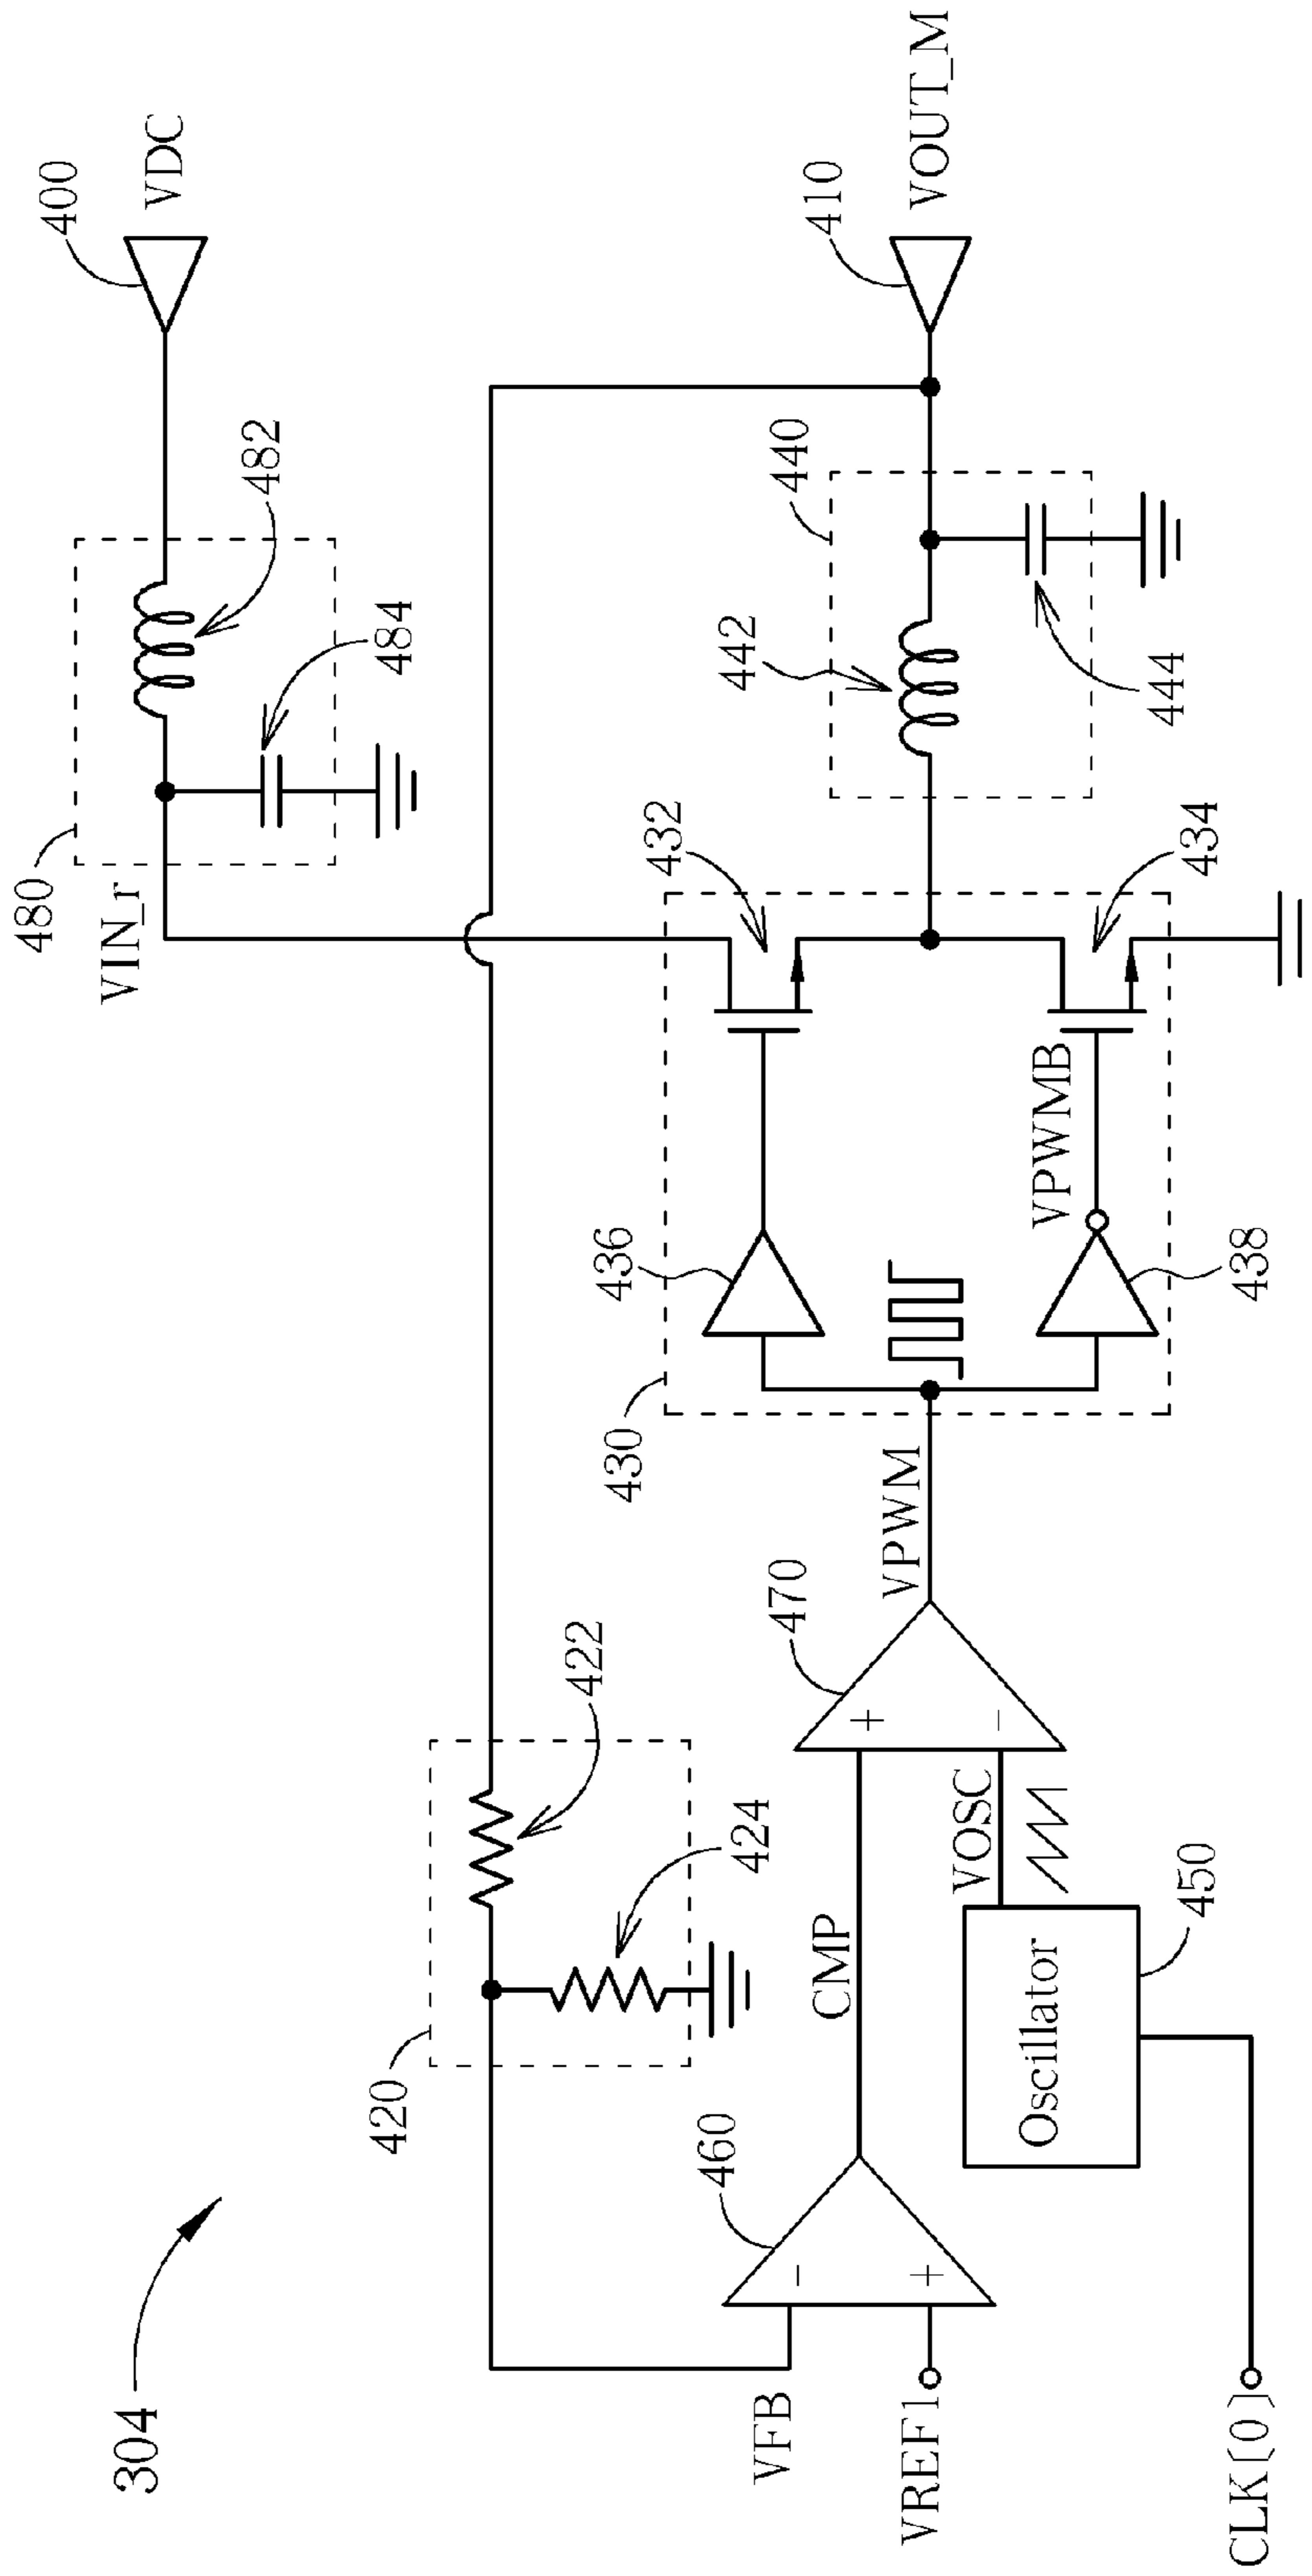 304
480
482
484
400
VDC
VIN_r
420
422
424
430
432
434
436
438
440
442
444
410
VOUT_M
VFB
460
-
+
VREF1
CMP
470
+
-
VPWM
VPWMB
VOSC
Oscillator
450
CLK[0]